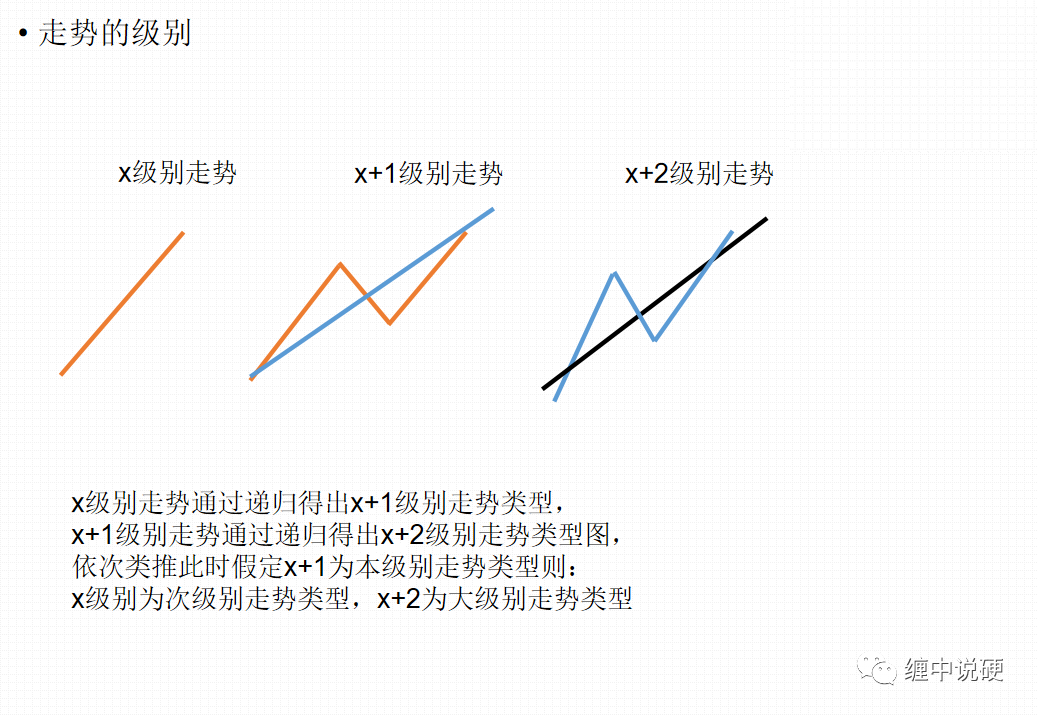 • 走势的级别
x级别走势
x+1级别走势
x+2级别走势
x级别走势通过递归得出x+1级别走势类型，
x+1级别走势通过递归得出x+2级别走势类型图，
依次类推此时假定x+1为本级别走势类型则：
x级别为次级别走势类型，x+2为大级别走势类型
缠中说硬